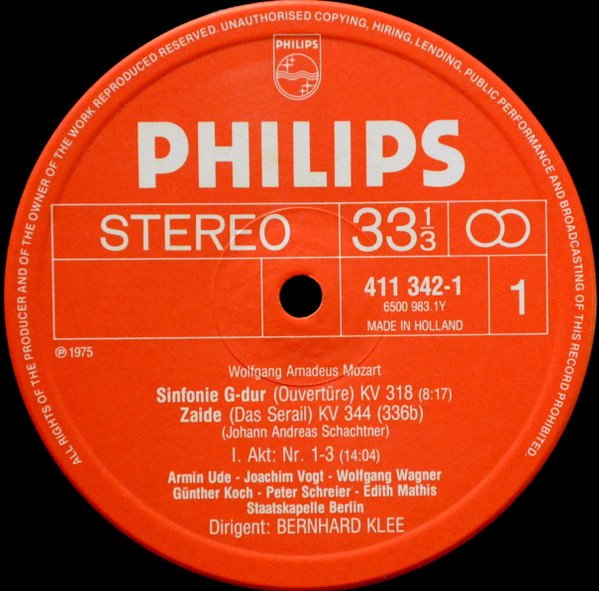 ALL RIGHTS OF THE PRODUCER AND OF THE OWNER OF THE WORK REPRODUCED RESERVED. UNAUTHORISED COPYING, HIRING, LENDING, PUBLIC PERFORMANCE AND BROADCASTING OF THIS RECORD PROHIBITED.
PHILIPS
PHILIPS
STEREO 33 1/3
411 342-1
6500 983.1Y
MADE IN HOLLAND
1
℗ 1975
Wolfgang Amadeus Mozart
Sinfonie G-dur (Ouvertüre) KV 318 (8:17)
Zaide (Das Serail) KV 344 (336b)
(Johann Andreas Schachtner)
I. Akt: Nr. 1-3 (14:04)
Armin Ude - Joachim Vogt - Wolfgang Wagner
Günther Koch - Peter Schreier - Edith Mathis
Staatskapelle Berlin
Dirigent: BERNHARD KLEE